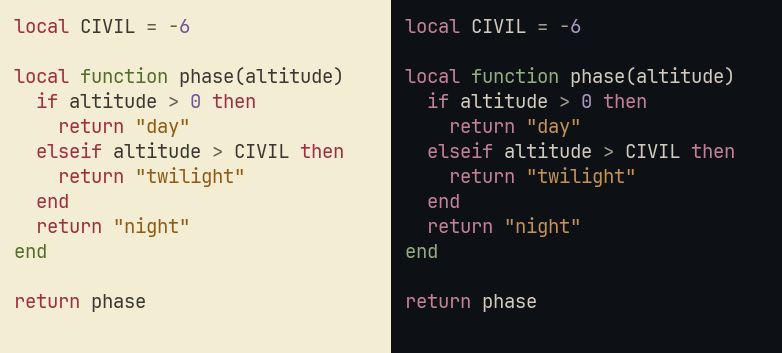 local CIVIL = -6
local function phase(altitude)
  if altitude > 0 then
    return "day"
  elseif altitude > CIVIL then
    return "twilight"
  end
  return "night"
end
return phase
local CIVIL = -6
local function phase(altitude)
  if altitude > 0 then
    return "day"
  elseif altitude > CIVIL then
    return "twilight"
  end
  return "night"
end
return phase